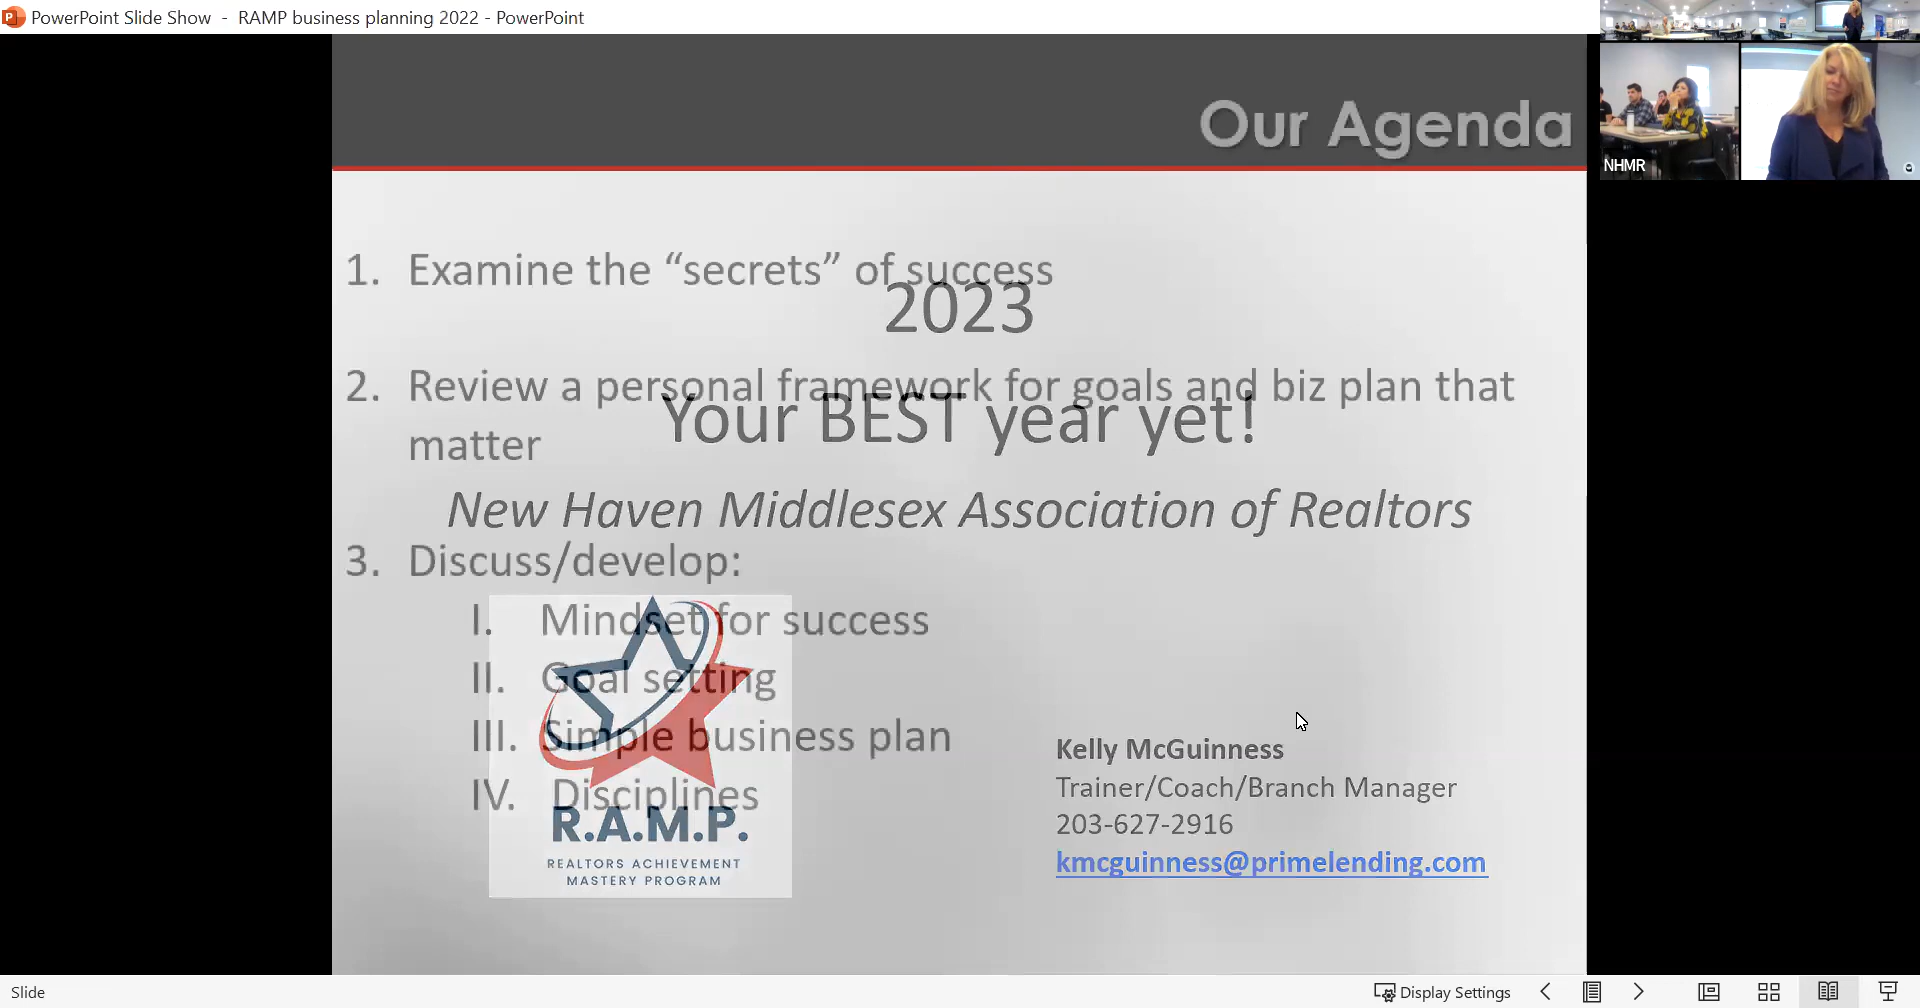 PowerPoint Slide Show - RAMP business planning 2022 - PowerPoint
NHMR
Our Agenda
1. Examine the “secrets” of success
2023
2. Review a personal framework for goals and biz plan that
matter
Your BEST year yet!
New Haven Middlesex Association of Realtors
3. Discuss/develop:
I. Mindset for success
II. Goal setting
III. Simple business plan
IV. Disciplines
R.A.M.P.
REALTORS ACHIEVEMENT
MASTERY PROGRAM
Kelly McGuinness
Trainer/Coach/Branch Manager
203-627-2916
kmcguinness@primelending.com
Slide
Display Settings